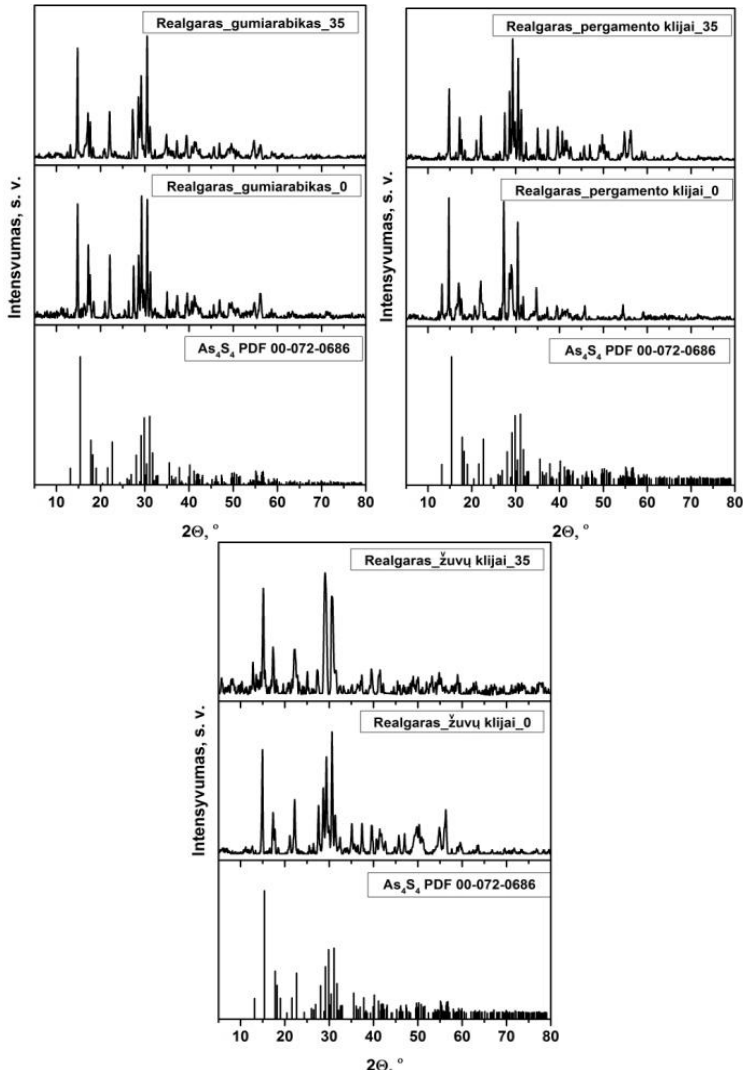 Realgaras_gumiarabikas_35
Realgaras_gumiarabikas_0
As₄S₄ PDF 00-072-0686
Intensvumas, s. v.
10 20 30 40 50 60 70 80
2Θ, °
Realgaras_pergamento klijai_35
Realgaras_pergamento klijai_0
As₄S₄ PDF 00-072-0686
Intensyvumas, s. v.
10 20 30 40 50 60 70 80
2Θ, °
Realgaras_žuvų klijai_35
Realgaras_žuvų klijai_0
As₄S₄ PDF 00-072-0686
Intensyvumas, s. v.
10 20 30 40 50 60 70 80
2Θ, °